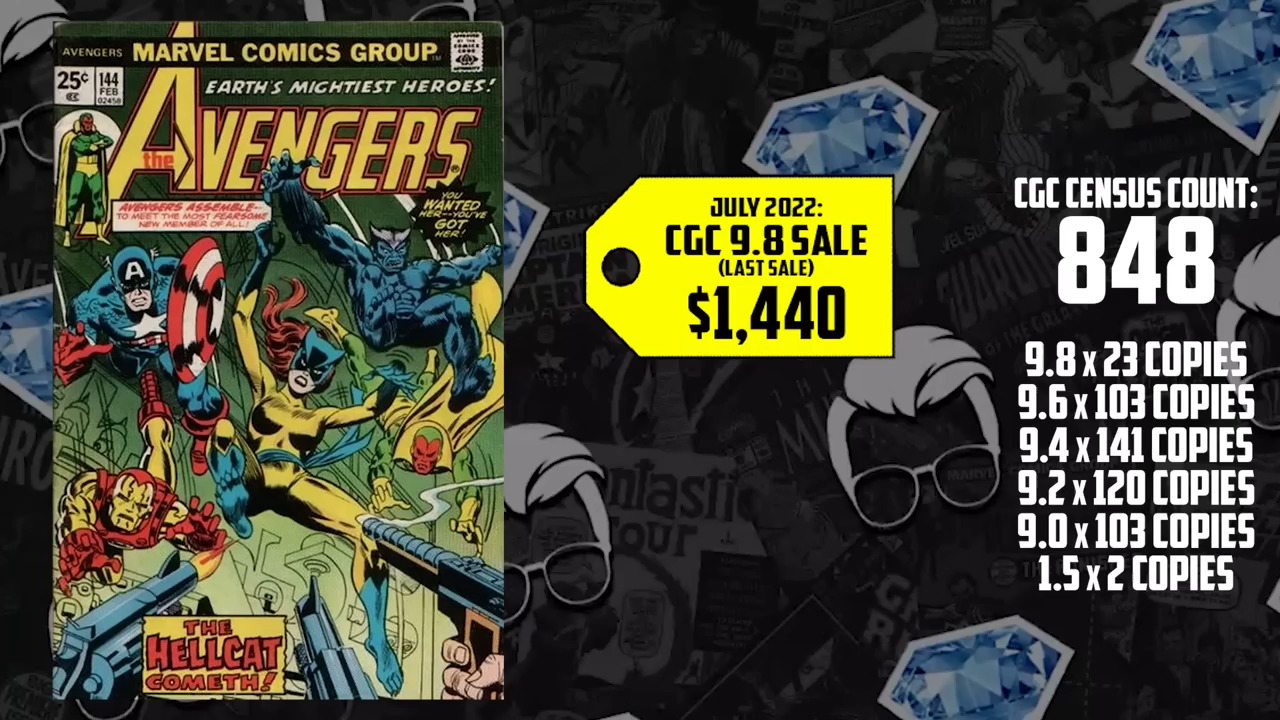 AVENGERS MARVEL COMICS GROUP
TM
APPROVED
BY THE
COMICS
CODE
AUTHORITY
25¢
144
FEB
02458
CC
EARTH'S MIGHTIEST HEROES!
the AVENGERS®
AVENGERS ASSEMBLE--
TO MEET THE MOST FEARSOME
NEW MEMBER OF ALL!
YOU
WANTED
HER--YOU'VE
GOT
HER!
A
THE
HELLCAT
COMETH!
JULY 2022:
CGC 9.8 SALE
(LAST SALE)
$1,440
CGC CENSUS COUNT:
848
9.8 x 23 COPIES
9.6 x 103 COPIES
9.4 x 141 COPIES
9.2 x 120 COPIES
9.0 x 103 COPIES
1.5 x 2 COPIES